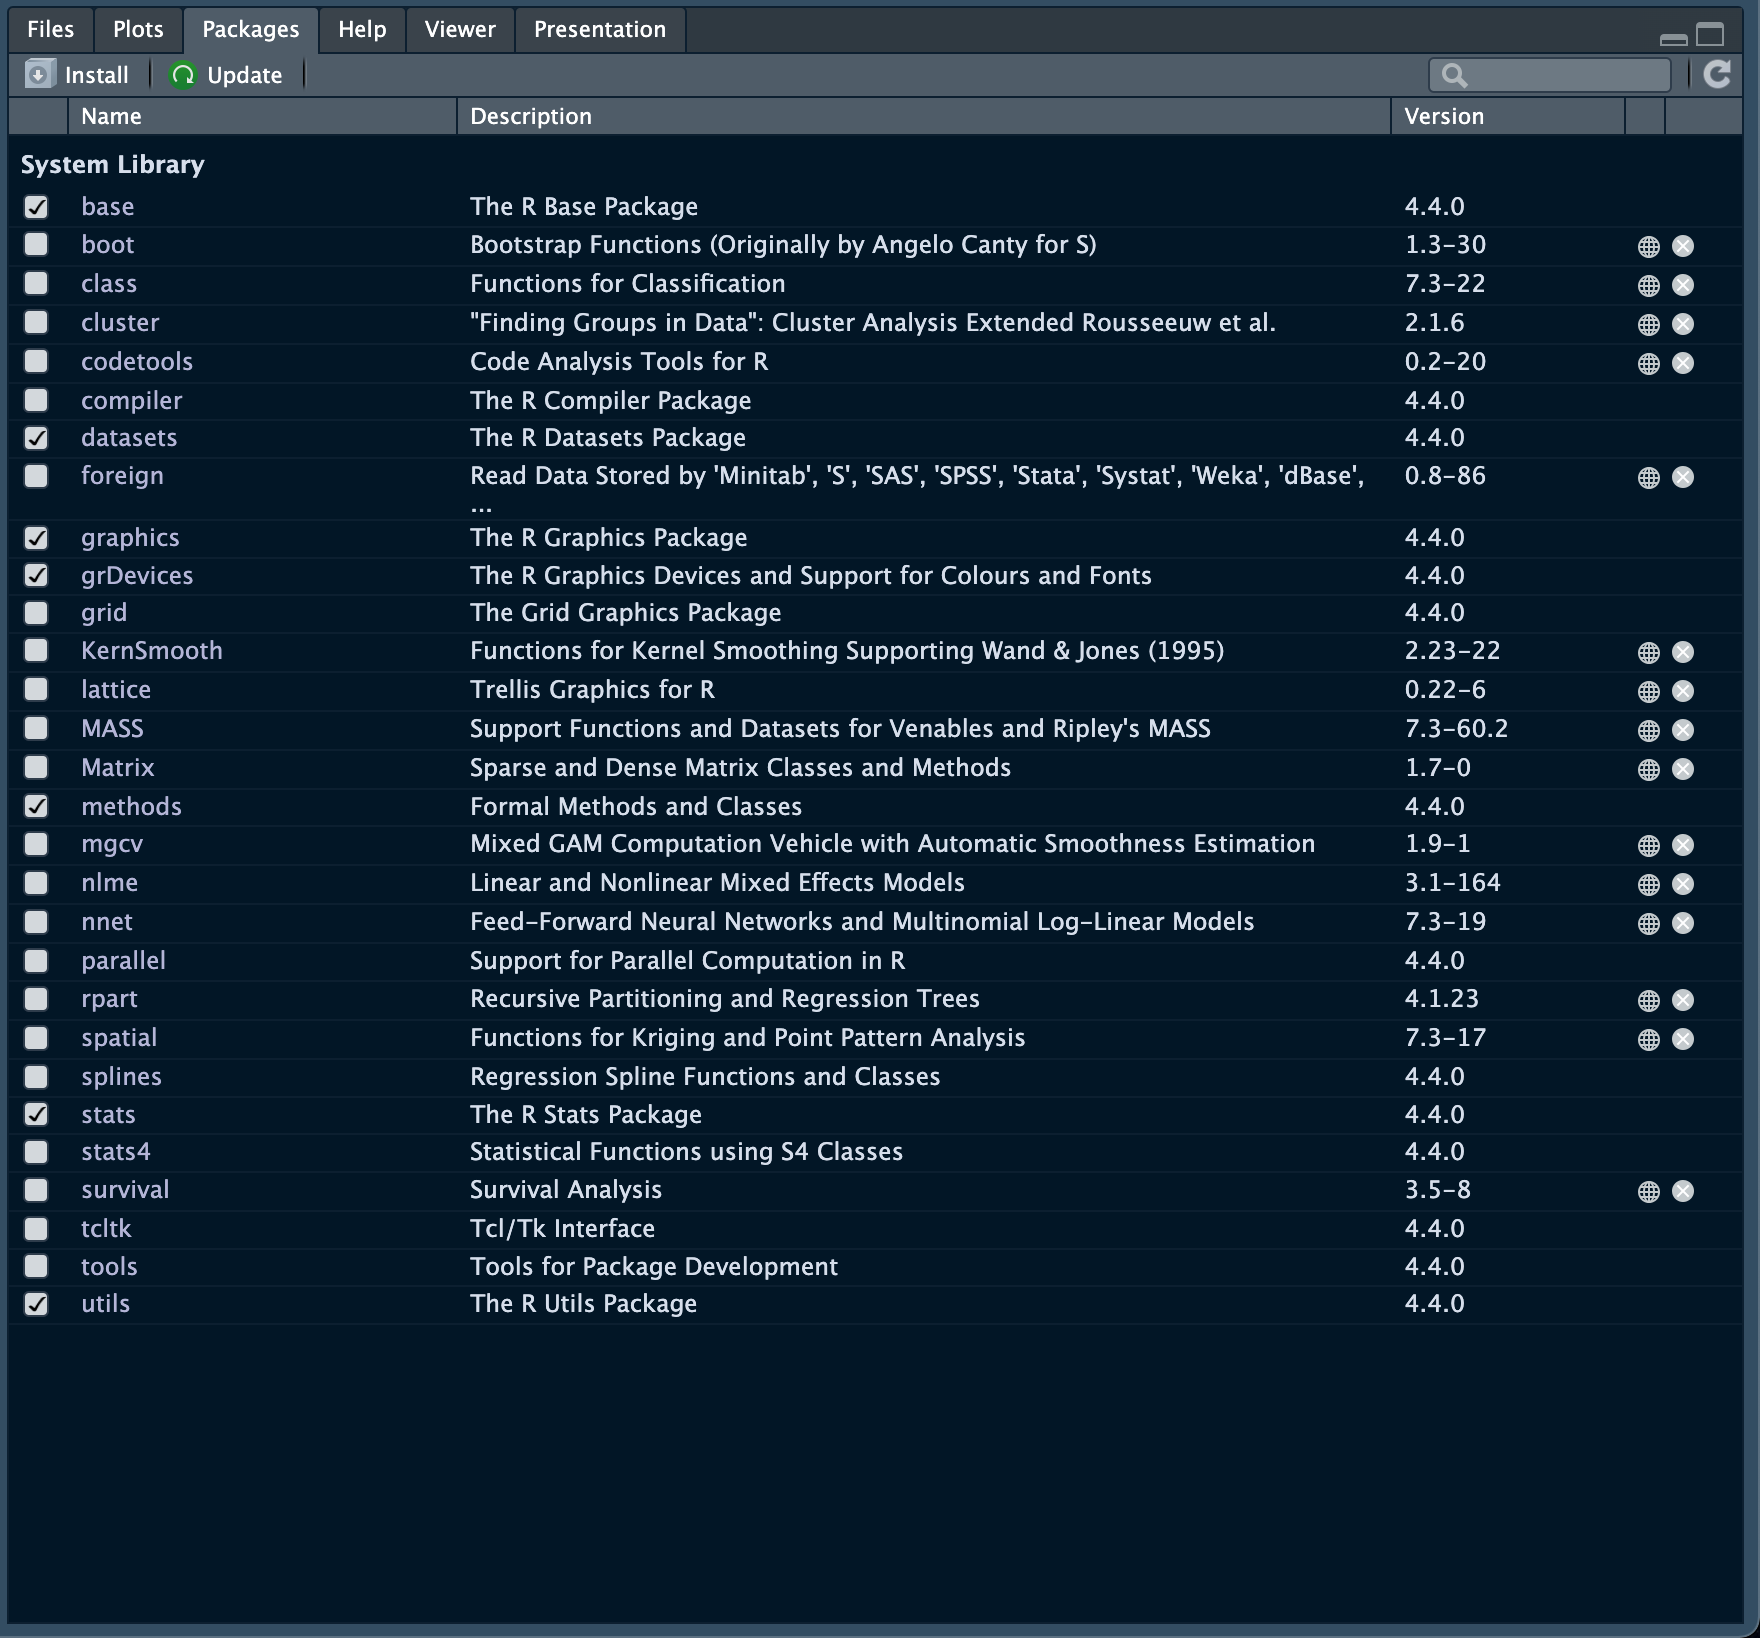 Files Plots Packages Help Viewer Presentation
Install Update
Name Description Version
System Library
base The R Base Package 4.4.0
boot Bootstrap Functions (Originally by Angelo Canty for S) 1.3-30
class Functions for Classification 7.3-22
cluster "Finding Groups in Data": Cluster Analysis Extended Rousseeuw et al. 2.1.6
codetools Code Analysis Tools for R 0.2-20
compiler The R Compiler Package 4.4.0
datasets The R Datasets Package 4.4.0
foreign Read Data Stored by 'Minitab', 'S', 'SAS', 'SPSS', 'Stata', 'Systat', 'Weka', 'dBase', 0.8-86
...
graphics The R Graphics Package 4.4.0
grDevices The R Graphics Devices and Support for Colours and Fonts 4.4.0
grid The Grid Graphics Package 4.4.0
KernSmooth Functions for Kernel Smoothing Supporting Wand & Jones (1995) 2.23-22
lattice Trellis Graphics for R 0.22-6
MASS Support Functions and Datasets for Venables and Ripley's MASS 7.3-60.2
Matrix Sparse and Dense Matrix Classes and Methods 1.7-0
methods Formal Methods and Classes 4.4.0
mgcv Mixed GAM Computation Vehicle with Automatic Smoothness Estimation 1.9-1
nlme Linear and Nonlinear Mixed Effects Models 3.1-164
nnet Feed-Forward Neural Networks and Multinomial Log-Linear Models 7.3-19
parallel Support for Parallel Computation in R 4.4.0
rpart Recursive Partitioning and Regression Trees 4.1.23
spatial Functions for Kriging and Point Pattern Analysis 7.3-17
splines Regression Spline Functions and Classes 4.4.0
stats The R Stats Package 4.4.0
stats4 Statistical Functions using S4 Classes 4.4.0
survival Survival Analysis 3.5-8
tcltk Tcl/Tk Interface 4.4.0
tools Tools for Package Development 4.4.0
utils The R Utils Package 4.4.0